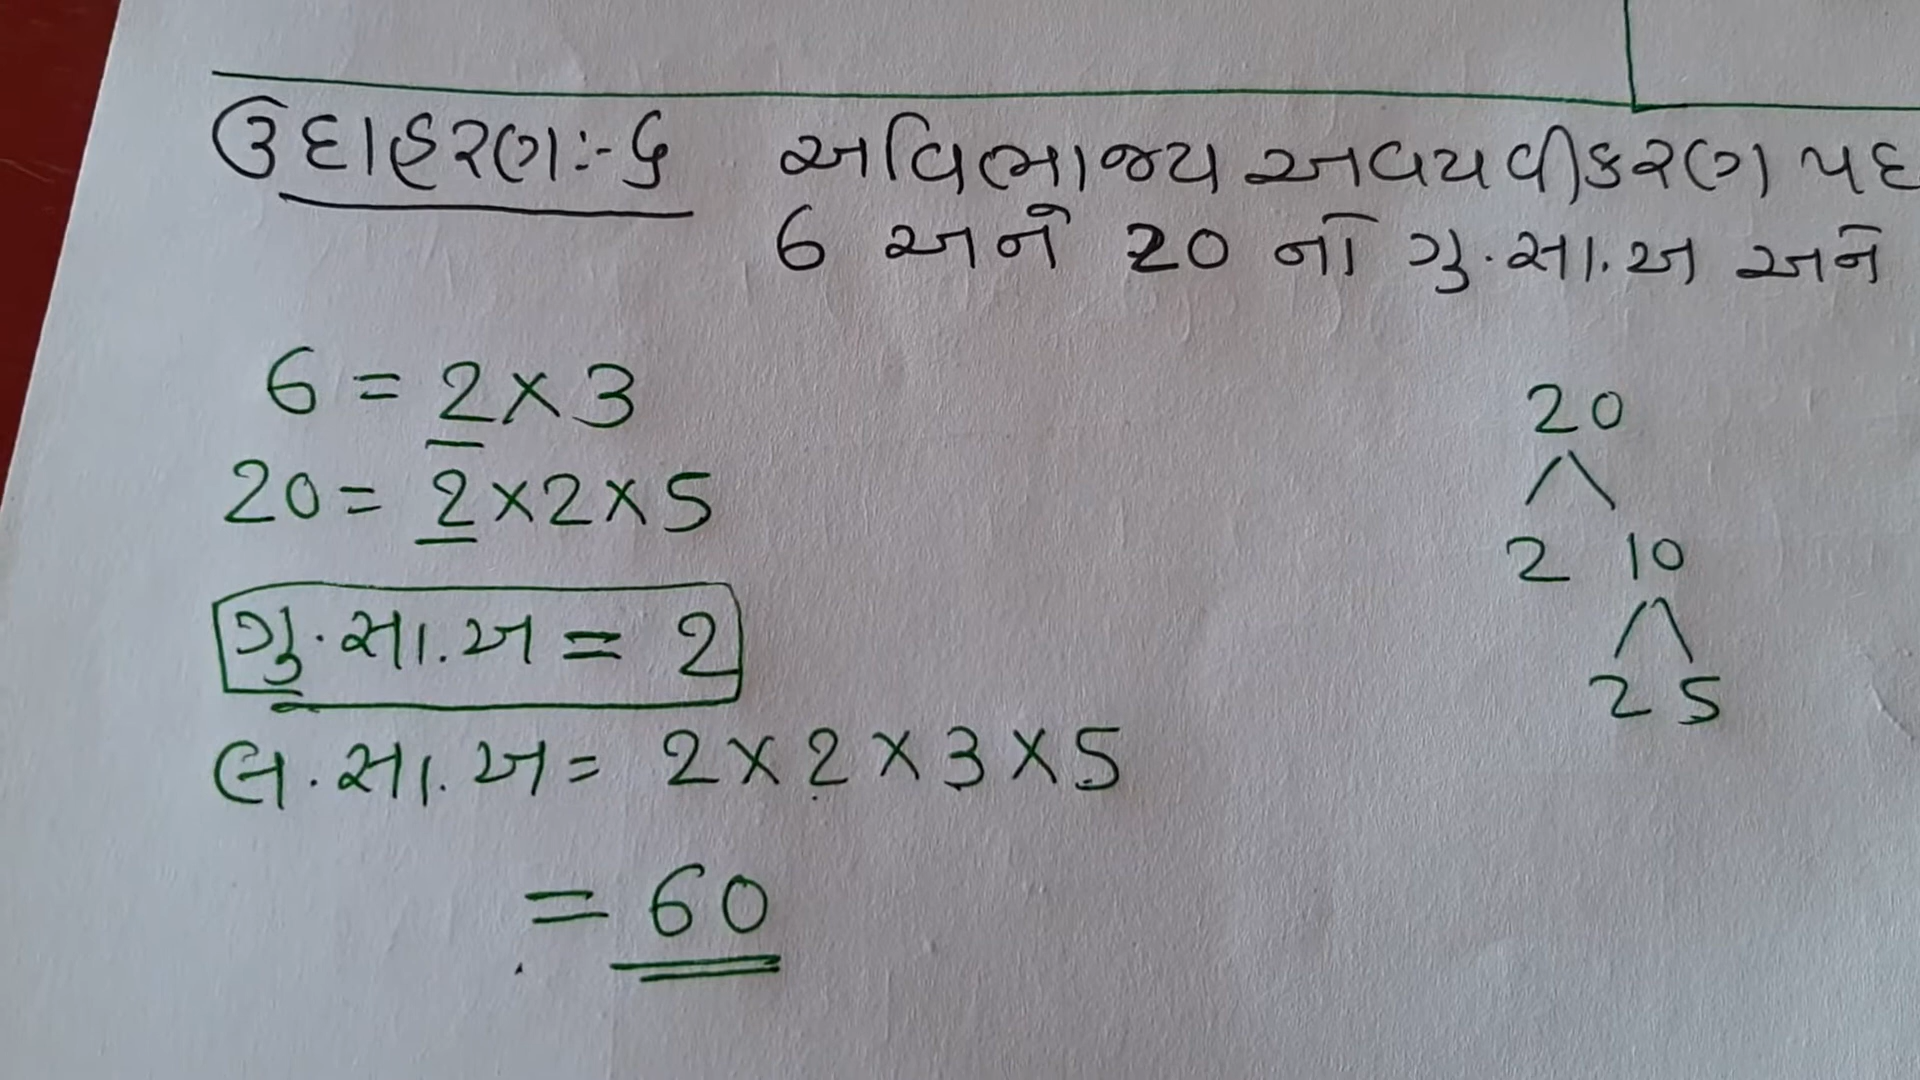 ઉદાહરણ:-૬ અવિભાજ્ય અવયવીકરણ પદ
6 અને 20 નો ગુ.સા.અ અને
6 = 2 × 3
20 = 2 × 2 × 5
ગુ.સા.અ = 2
લ.સા.અ = 2 × 2 × 3 × 5
= 60
20
2 10
2 5